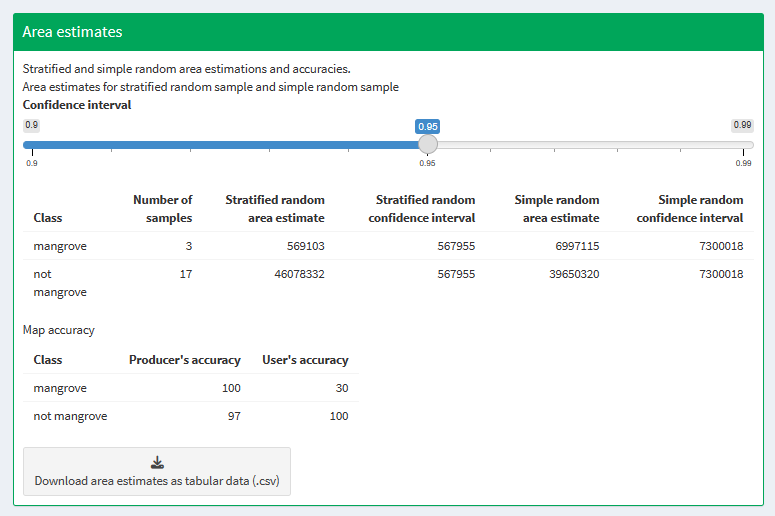 Area estimates
Stratified and simple random area estimations and accuracies.
Area estimates for stratified random sample and simple random sample
Confidence interval
0.9 0.95 0.99
0.9 0.95 0.99
Class Number of samples Stratified random area estimate Stratified random confidence interval Simple random area estimate Simple random confidence interval
mangrove 3 569103 567955 6997115 7300018
not mangrove 17 46078332 567955 39650320 7300018
Map accuracy
Class Producer's accuracy User's accuracy
mangrove 100 30
not mangrove 97 100
Download area estimates as tabular data (.csv)